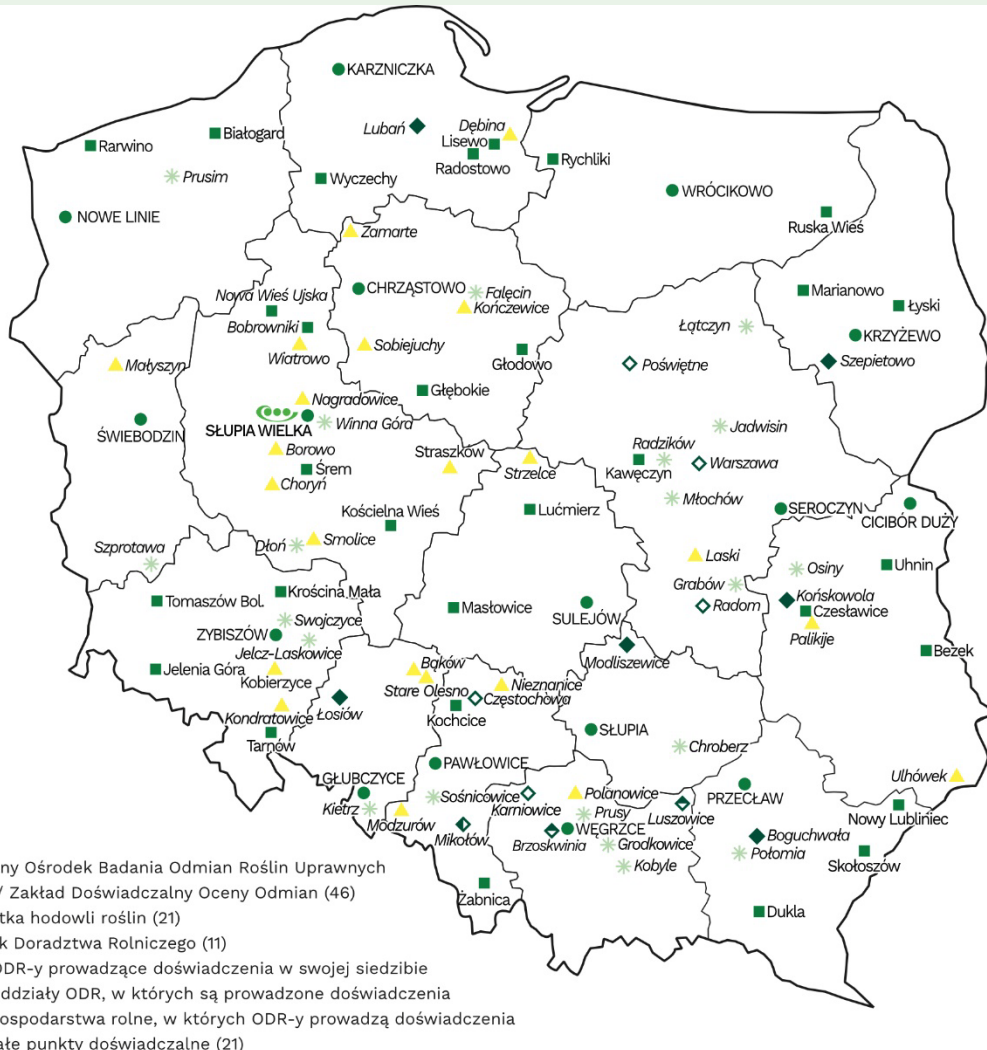 KARZNICZKA
Lubań
Dębina
Lisewo
Radostowo
Białogard
Rarwino
Prusim
Wyczechy
Rychliki
WRÓCIKOWO
NOWE LINIE
Ruska Wieś
Zamarte
CHRZĄSTOWO
Falęcin
Kończewice
Marianowo
Łyski
Nowa Wieś Ujska
Bobrowniki
Wiatrowo
Sobiejuchy
Łątczyn
KRZYŻEWO
Szepietowo
Głodowo
Poświętne
Małyszyn
Głębokie
Nagradowice
ŚWIEBODZIN
SŁUPIA WIELKA
Winna Góra
Jadwisin
Borowo
Straszków
Strzelce
Radzików
Kawęczyn
Warszawa
Śrem
Choryń
Młochów
Kościelna Wieś
Lućmierz
SEROCZYN
CICIBÓR DUŻY
Dłoń
Smolice
Szprotawa
Laski
Osiny
Uhnin
Grabów
Krościna Mała
Tomaszów Bol.
Końskowola
Czesławice
Radom
Masłowice
SULEJÓW
Swojczyce
ZYBISZÓW
Palikije
Jelcz-Laskowice
Modliszewice
Bezek
Jelenia Góra
Kobierzyce
Bąków
Stare Olesno
Nieznanice
Częstochowa
Kochcice
Łosiów
Kondratowice
Tarnów
SŁUPIA
Chroberz
PAWŁOWICE
GŁUBCZYCE
Kietrz
Sośnicowice
Modzurów
Mikołów
Karniowice
Polanowice
Prusy
Luszowice
PRZECŁAW
Ulhówek
Nowy Lubliniec
Brzoskwinia
WĘGRZCE
Grodkowice
Kobyle
Boguchwała
Połomia
Skołoszów
Żabnica
Dukla
ny Ośrodek Badania Odmian Roślin Uprawnych
/ Zakład Doświadczalny Oceny Odmian (46)
tka hodowli roślin (21)
k Doradztwa Rolniczego (11)
ODR-y prowadzące doświadczenia w swojej siedzibie
ddziały ODR, w których są prowadzone doświadczenia
ospodarstwa rolne, w których ODR-y prowadzą doświadczenia
ałe punkty doświadczalne (21)